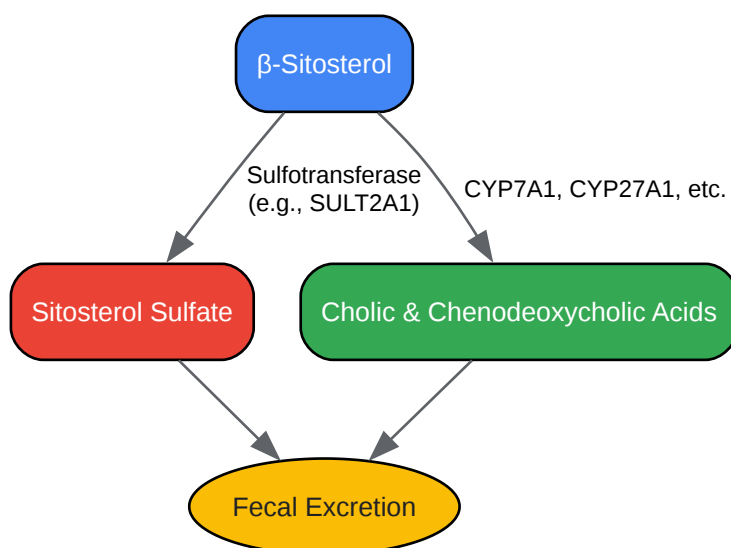 β-Sitosterol
Sulfotransferase
(e.g., SULT2A1)
CYP7A1, CYP27A1, etc.
Sitosterol Sulfate
Cholic & Chenodeoxycholic Acids
Fecal Excretion